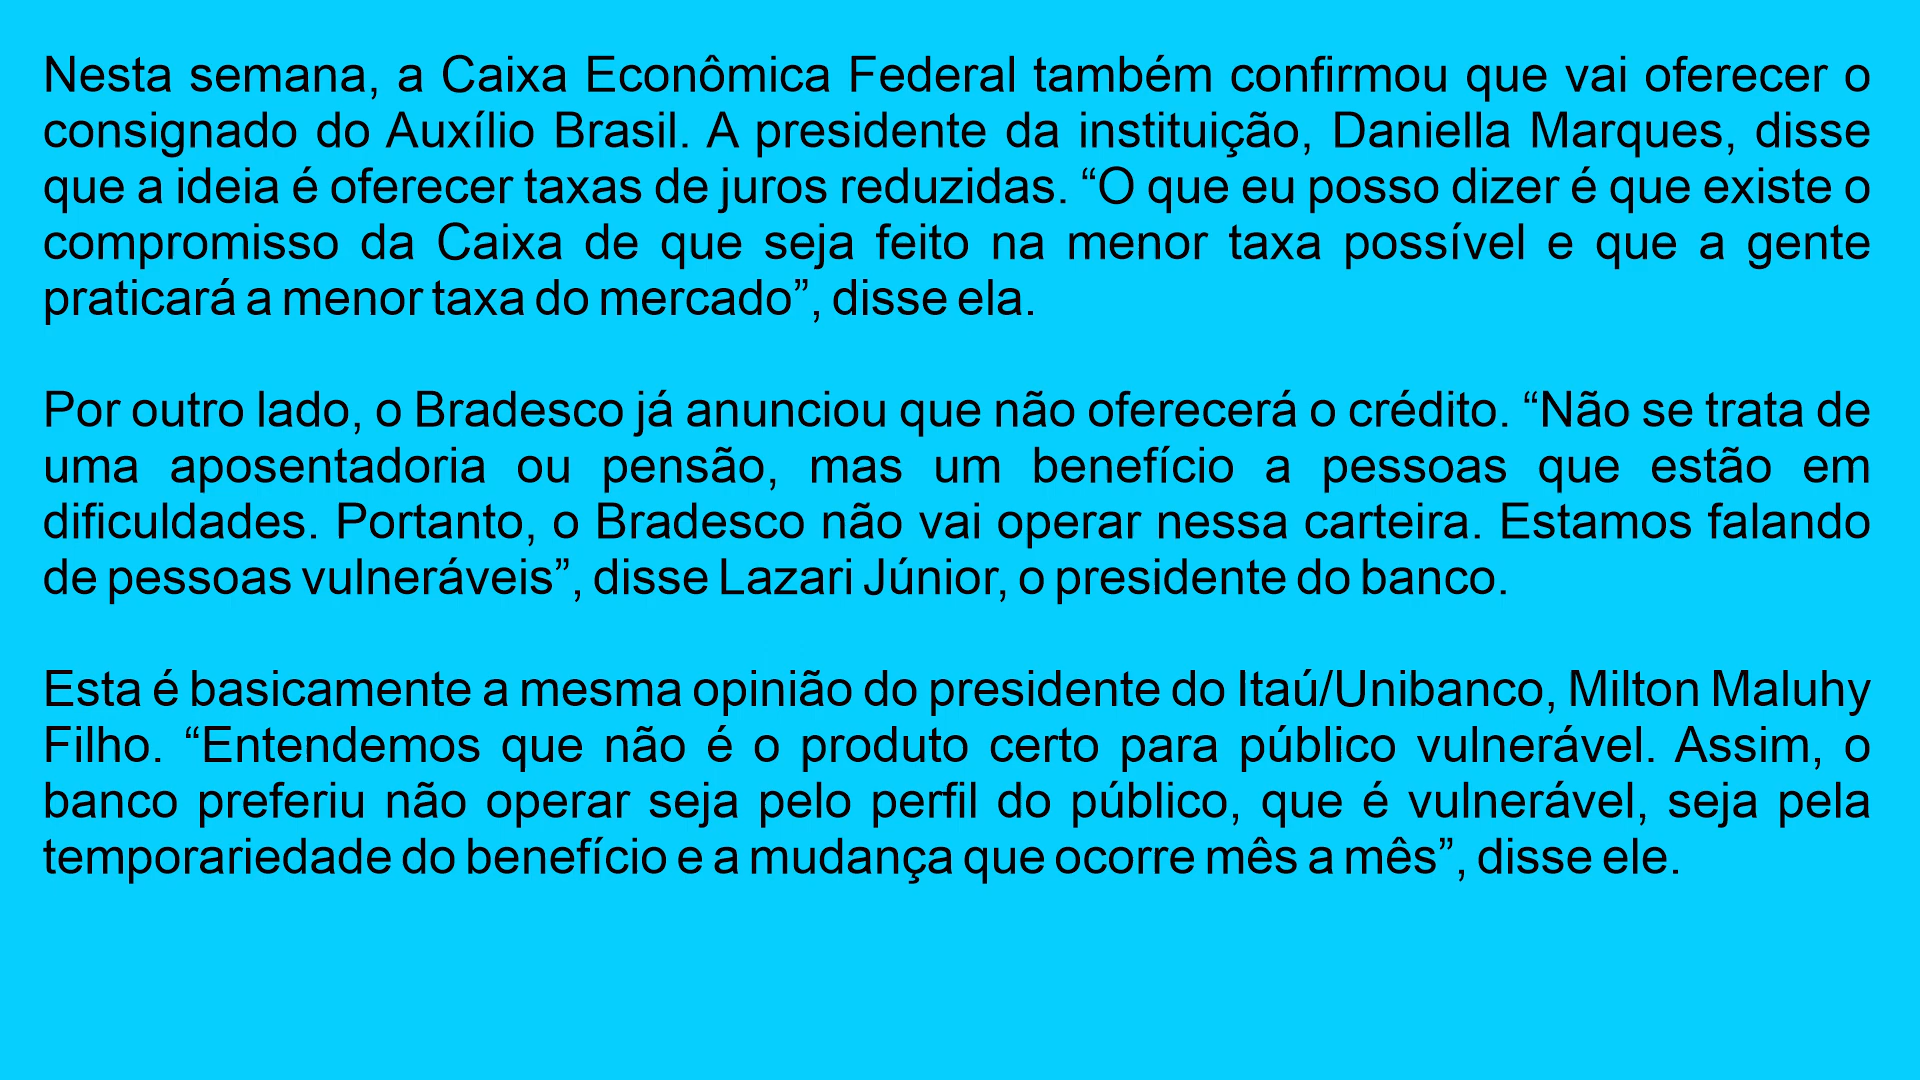 Nesta semana, a Caixa Econômica Federal também confirmou que vai oferecer o
consignado do Auxílio Brasil. A presidente da instituição, Daniella Marques, disse
que a ideia é oferecer taxas de juros reduzidas. “O que eu posso dizer é que existe o
compromisso da Caixa de que seja feito na menor taxa possível e que a gente
praticará a menor taxa do mercado”, disse ela.
Por outro lado, o Bradesco já anunciou que não oferecerá o crédito. “Não se trata de
uma aposentadoria ou pensão, mas um benefício a pessoas que estão em
dificuldades. Portanto, o Bradesco não vai operar nessa carteira. Estamos falando
de pessoas vulneráveis”, disse Lazari Júnior, o presidente do banco.
Esta é basicamente a mesma opinião do presidente do Itaú/Unibanco, Milton Maluhy
Filho. “Entendemos que não é o produto certo para público vulnerável. Assim, o
banco preferiu não operar seja pelo perfil do público, que é vulnerável, seja pela
temporariedade do benefício e a mudança que ocorre mês a mês”, disse ele.